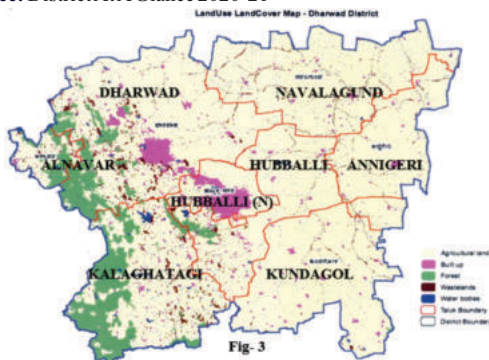 LandUse LandCover Map - Dharwad District
DHARWAD
NAVALAGUND
ALNAVAR
HUBBALLI
ANNIGERI
HUBBALLI (N)
KALAGHATAGI
KUNDAGOL
Agricultural land
Built up
Forest
Wastelands
Water bodies
Taluk Boundary
District Boundary
Fig- 3